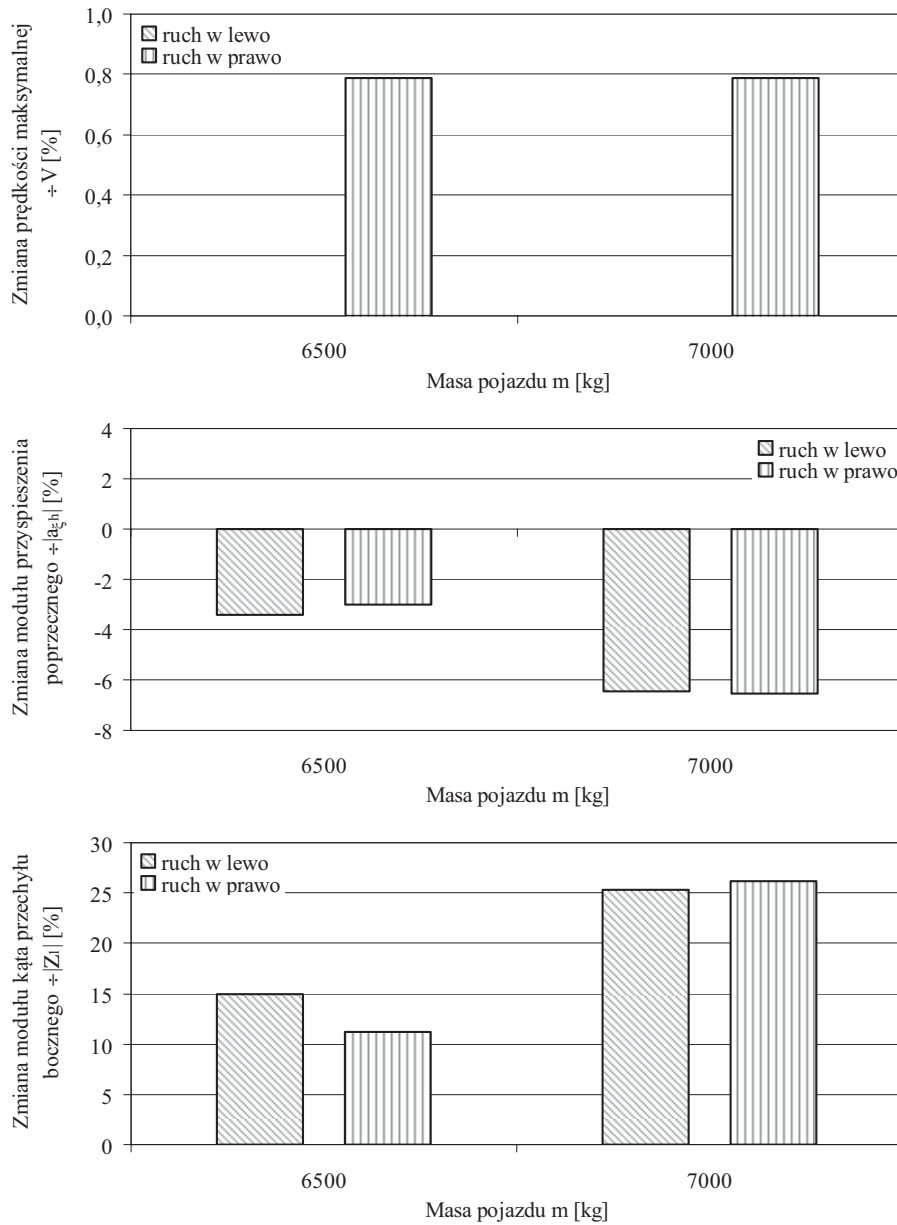 Zmiana prędkości maksymalnej
÷V [%]
1,0
0,8
0,6
0,4
0,2
0,0
ruch w lewo
ruch w prawo
6500
7000
Masa pojazdu m [kg]
Zmiana modułu przyspieszenia
poprzecznego ÷|aξh| [%]
4
2
0
-2
-4
-6
-8
ruch w lewo
ruch w prawo
6500
7000
Masa pojazdu m [kg]
Zmiana modułu kąta przechyłu
bocznego ÷|Z1| [%]
30
25
20
15
10
5
0
ruch w lewo
ruch w prawo
6500
7000
Masa pojazdu m [kg]